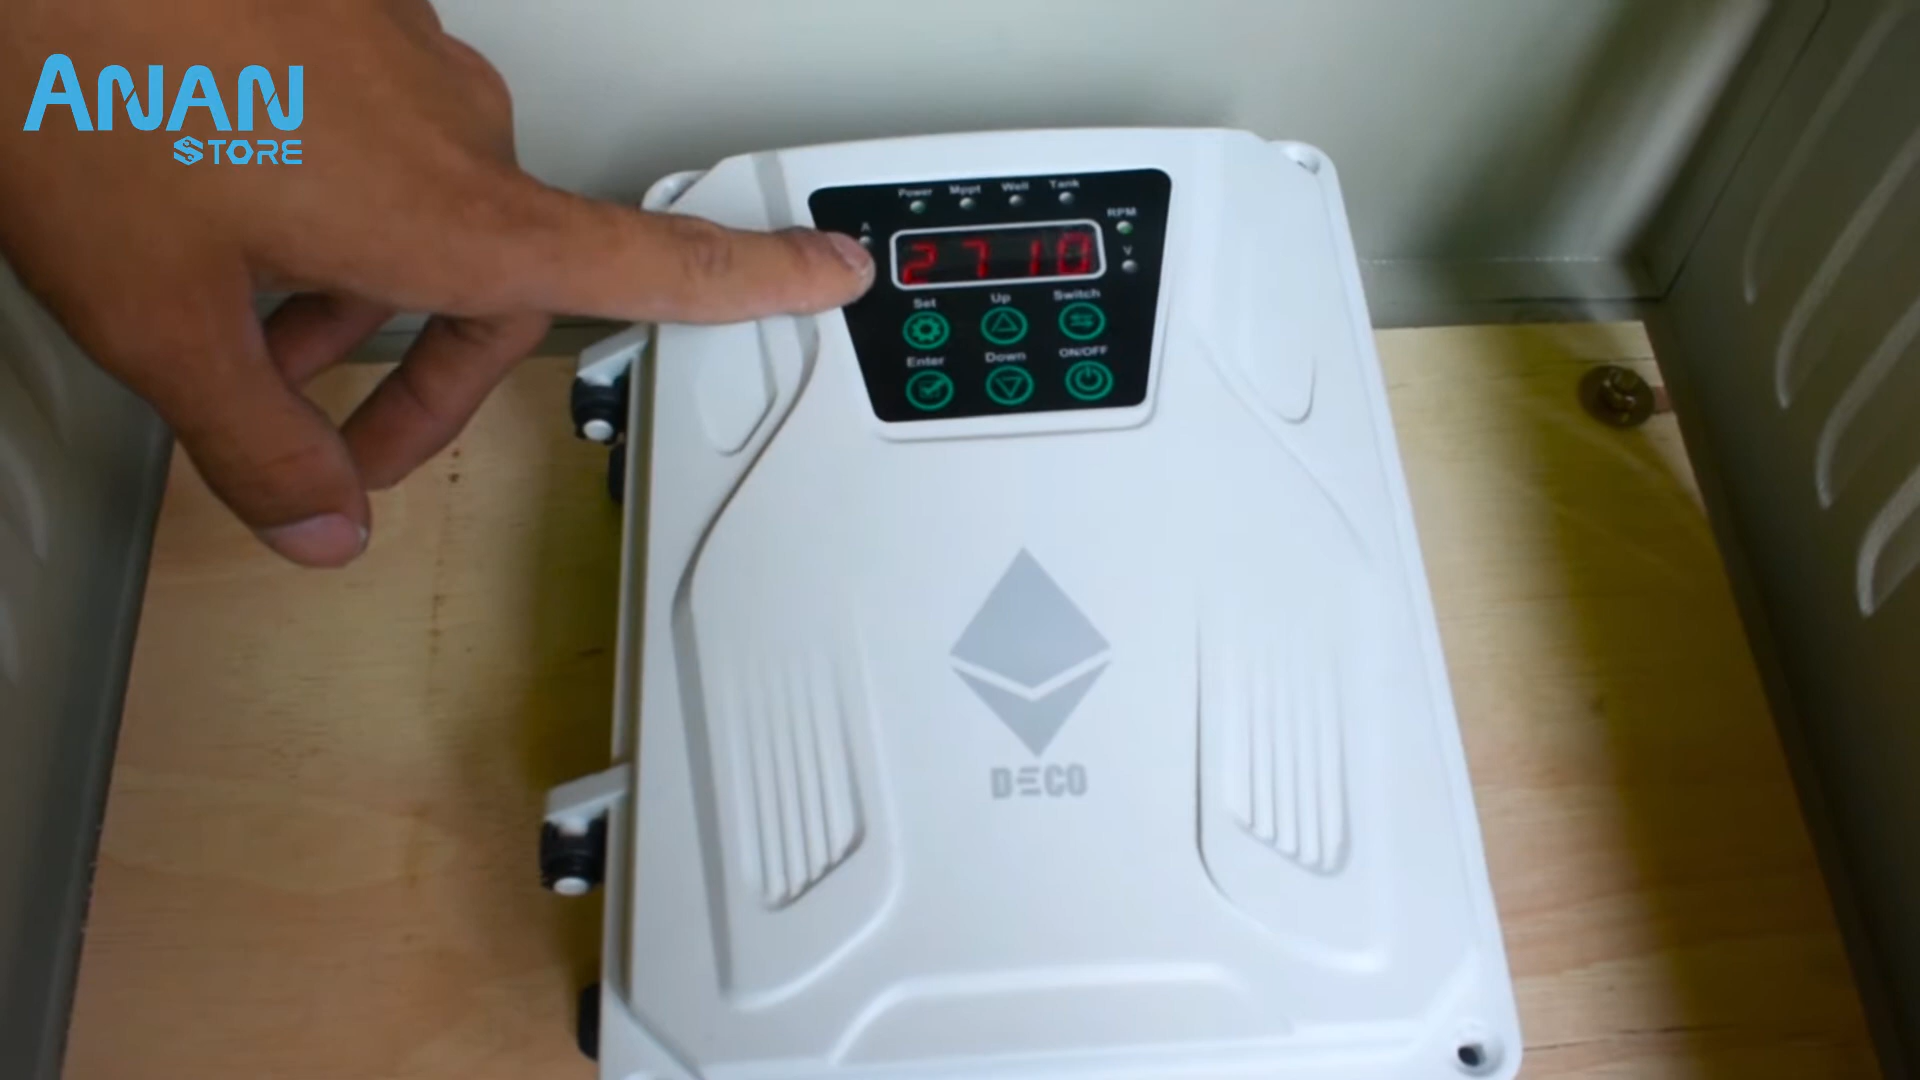 ANAN
STORE
Power Mppt Well Tank
A
RPM
V
2710
Set Up Switch
Enter Down ON/OFF
DECO